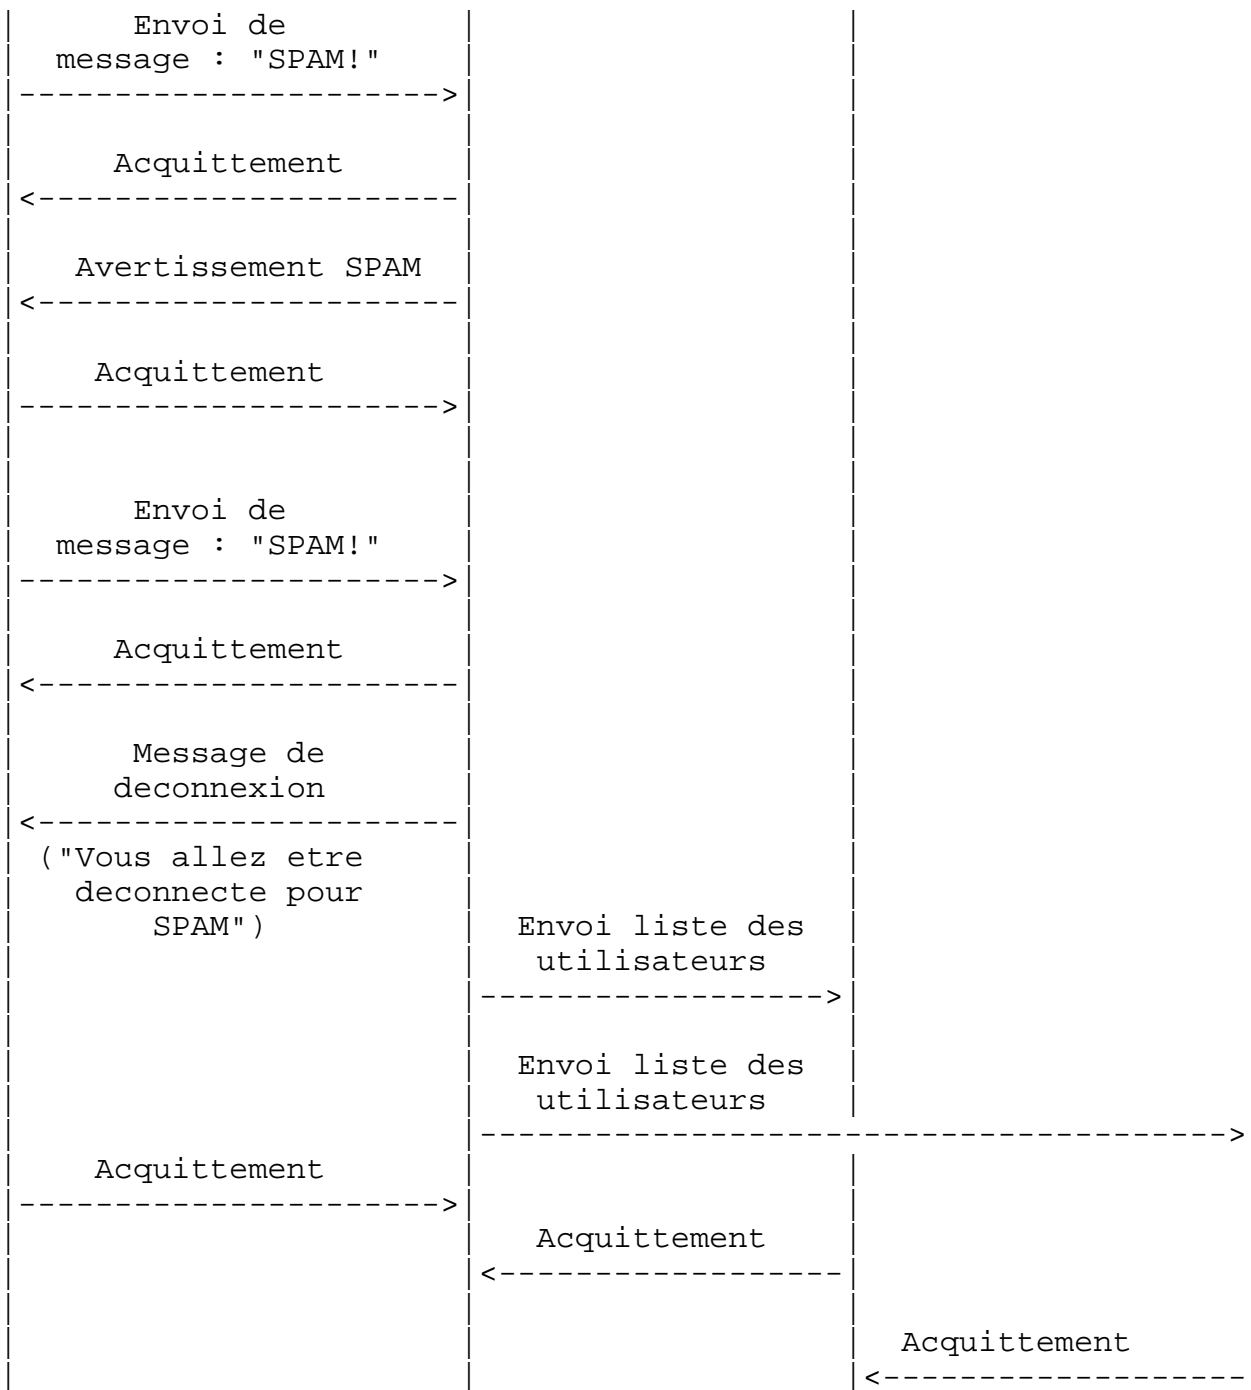 Envoi de
message : "SPAM!"
Acquittement
Avertissement SPAM
Acquittement
Envoi de
message : "SPAM!"
Acquittement
Message de
deconnexion
("Vous allez etre
deconnecte pour
SPAM") Envoi liste des
utilisateurs
Envoi liste des
utilisateurs
Acquittement
Acquittement
Acquittement